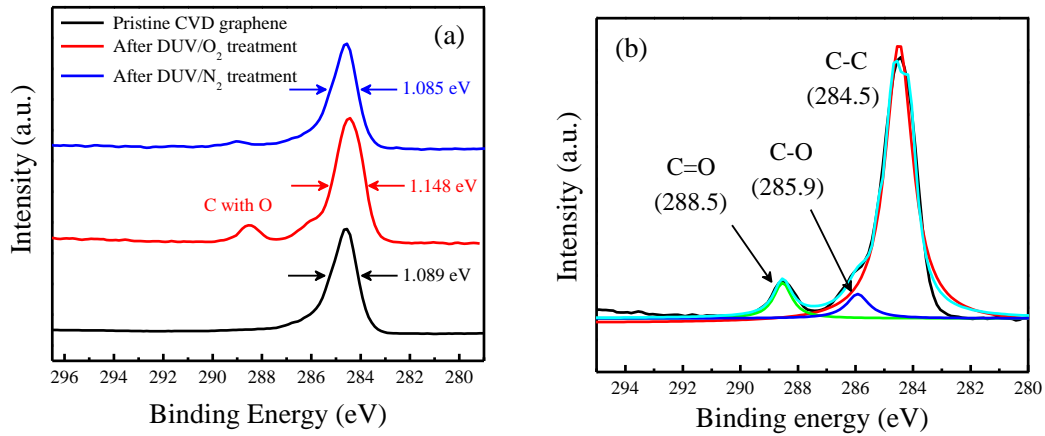 Pristine CVD graphene
After DUV/O2 treatment
After DUV/N2 treatment
(a)
1.085 eV
C with O
1.148 eV
1.089 eV
Intensity (a.u.)
296 294 292 290 288 286 284 282 280
Binding Energy (eV)
(b)
C-C
(284.5)
C-O
(285.9)
C=O
(288.5)
Intensity (a.u.)
294 292 290 288 286 284 282 280
Binding energy (eV)